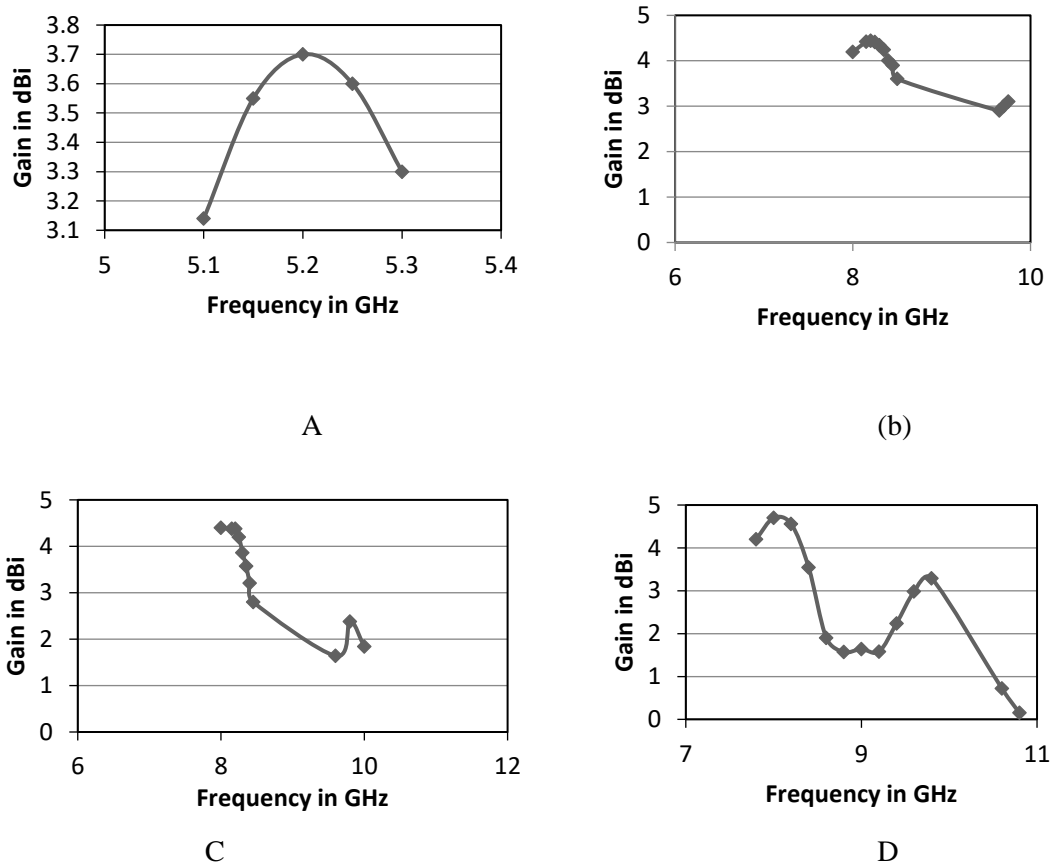 3.8
3.7
3.6
3.5
3.4
3.3
3.2
3.1
Gain in dBi
5 5.1 5.2 5.3 5.4
Frequency in GHz
A
5
4
3
2
1
0
Gain in dBi
6 8 10
Frequency in GHz
(b)
5
4
3
2
1
0
Gain in dBi
6 8 10 12
Frequency in GHz
C
5
4
3
2
1
0
Gain in dBi
7 9 11
Frequency in GHz
D